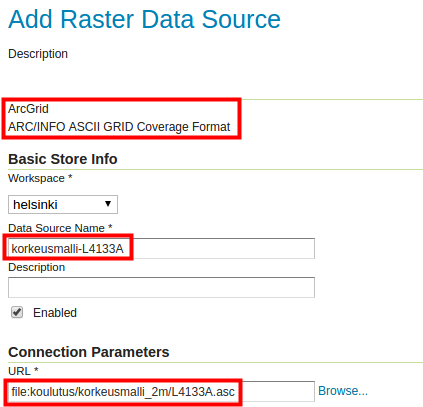 Add Raster Data Source
Description
ArcGrid
ARC/INFO ASCII GRID Coverage Format
Basic Store Info
Workspace *
helsinki
Data Source Name *
korkeusmalli-L4133A
Description
Enabled
Connection Parameters
URL *
file:koulutus/korkeusmalli_2m/L4133A.asc Browse...